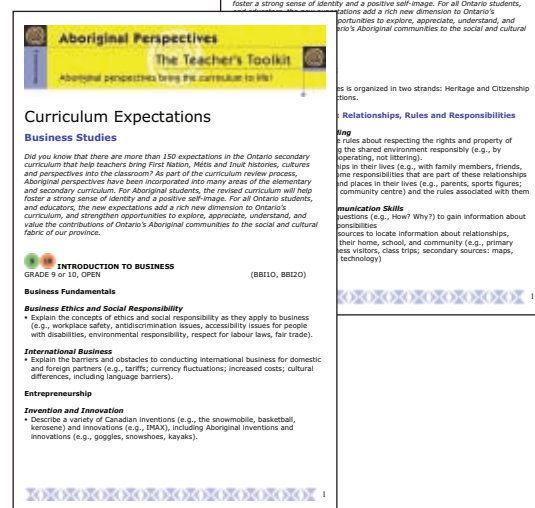 Aboriginal Perspectives
The Teacher's Toolkit
Aboriginal perspectives bring the curriculum to life!
Curriculum Expectations
Business Studies
Did you know that there are more than 150 expectations in the Ontario secondary
curriculum that help teachers bring First Nation, Métis and Inuit histories, cultures
and perspectives into the classroom? As part of the curriculum review process,
Aboriginal perspectives have been incorporated into many areas of the elementary
and secondary curriculum. For Aboriginal students, the revised curriculum will help
foster a strong sense of identity and a positive self-image. For all Ontario students,
and educators, the new expectations add a rich new dimension to Ontario's
curriculum, and strengthen opportunities to explore, appreciate, understand, and
value the contributions of Ontario's Aboriginal communities to the social and cultural
fabric of our province.
9 10 INTRODUCTION TO BUSINESS
GRADE 9 or 10, OPEN (BBI1O, BBI2O)
Business Fundamentals
Business Ethics and Social Responsibility
• Explain the concepts of ethics and social responsibility as they apply to business
(e.g., workplace safety, antidiscrimination issues, accessibility issues for people
with disabilities, environmental responsibility, respect for labour laws, fair trade).
International Business
• Explain the barriers and obstacles to conducting international business for domestic
and foreign partners (e.g., tariffs; currency fluctuations; increased costs; cultural
differences, including language barriers).
Entrepreneurship
Invention and Innovation
• Describe a variety of Canadian inventions (e.g., the snowmobile, basketball,
kerosene) and innovations (e.g., IMAX), including Aboriginal inventions and
innovations (e.g., goggles, snowshoes, kayaks).
1
foster a strong sense of identity and a positive self-image. For all Ontario students,
tations add a rich new dimension to Ontario's
portunities to explore, appreciate, understand, and
rio's Aboriginal communities to the social and cultural
es is organized in two strands: Heritage and Citizenship
ctions.
: Relationships, Rules and Responsibilities
ing
e rules about respecting the rights and property of
g the shared environment responsibly (e.g., by
operating, not littering).
hips in their lives (e.g., with family members, friends,
me responsibilities that are part of these relationships
and places in their lives (e.g., parents, sports figures;
community centre) and the rules associated with them
munication Skills
uestions (e.g., How? Why?) to gain information about
ponsibilities
sources to locate information about relationships,
their home, school, and community (e.g., primary
ness visitors, class trips; secondary sources: maps,
technology)
1